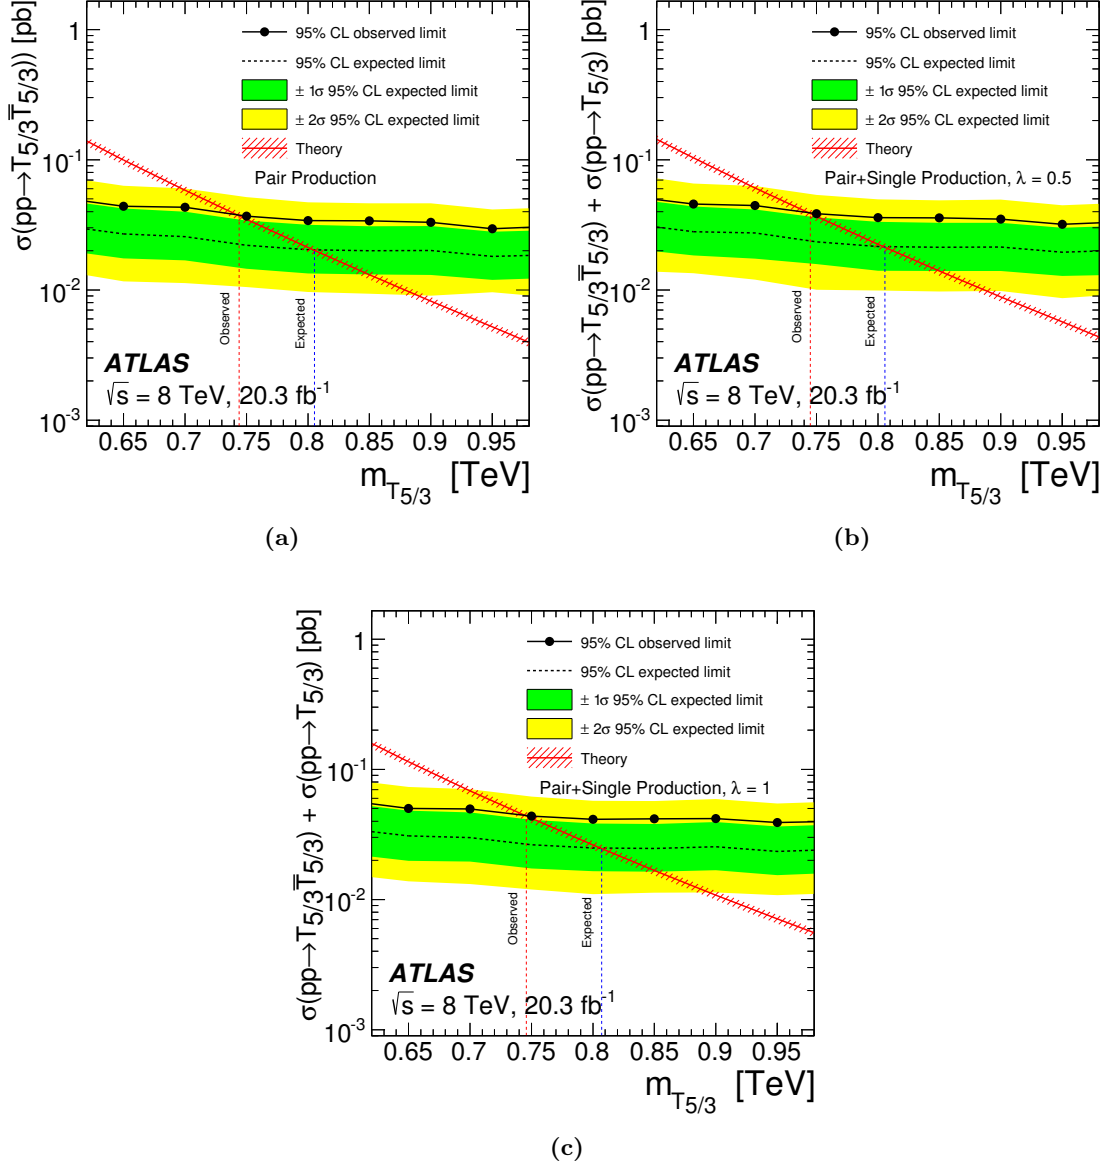 σ(pp→T5/3T̅5/3)) [pb]
1
10⁻¹
10⁻²
10⁻³
95% CL observed limit
95% CL expected limit
± 1σ 95% CL expected limit
± 2σ 95% CL expected limit
Theory
Pair Production
Observed
Expected
ATLAS
√s = 8 TeV, 20.3 fb⁻¹
0.65 0.7 0.75 0.8 0.85 0.9 0.95
mT5/3 [TeV]
(a)
σ(pp→T5/3T̅5/3) + σ(pp→T5/3) [pb]
1
10⁻¹
10⁻²
10⁻³
95% CL observed limit
95% CL expected limit
± 1σ 95% CL expected limit
± 2σ 95% CL expected limit
Theory
Pair+Single Production, λ = 0.5
Observed
Expected
ATLAS
√s = 8 TeV, 20.3 fb⁻¹
0.65 0.7 0.75 0.8 0.85 0.9 0.95
mT5/3 [TeV]
(b)
σ(pp→T5/3T̅5/3) + σ(pp→T5/3) [pb]
1
10⁻¹
10⁻²
10⁻³
95% CL observed limit
95% CL expected limit
± 1σ 95% CL expected limit
± 2σ 95% CL expected limit
Theory
Pair+Single Production, λ = 1
Observed
Expected
ATLAS
√s = 8 TeV, 20.3 fb⁻¹
0.65 0.7 0.75 0.8 0.85 0.9 0.95
mT5/3 [TeV]
(c)